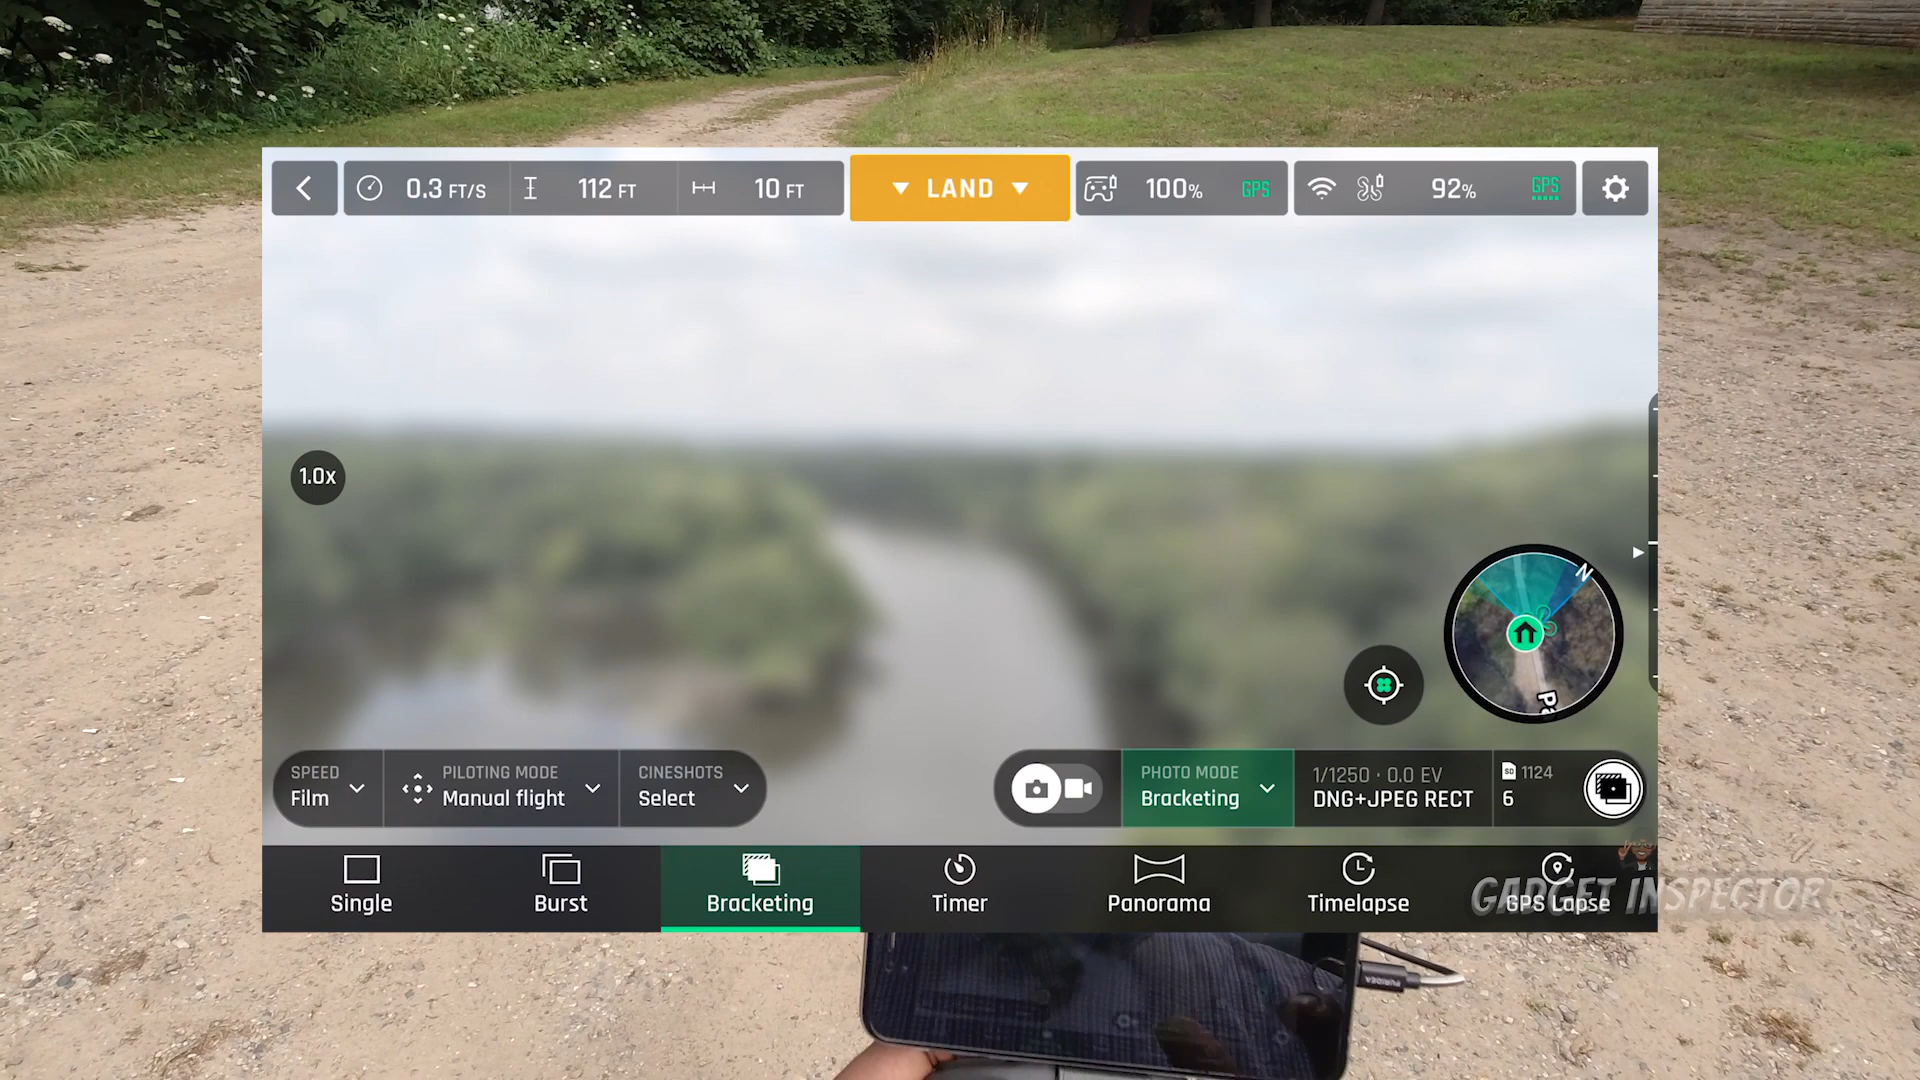 0.3 FT/S
112 FT
10 FT
LAND
100%
GPS
92%
GPS
1.0x
N
SPEED
Film
PILOTING MODE
Manual flight
CINESHOTS
Select
PHOTO MODE
Bracketing
1/1250 · 0.0 EV
DNG+JPEG RECT
SD 1124
6
Single
Burst
Bracketing
Timer
Panorama
Timelapse
GPS Lapse
GADGET INSPECTOR